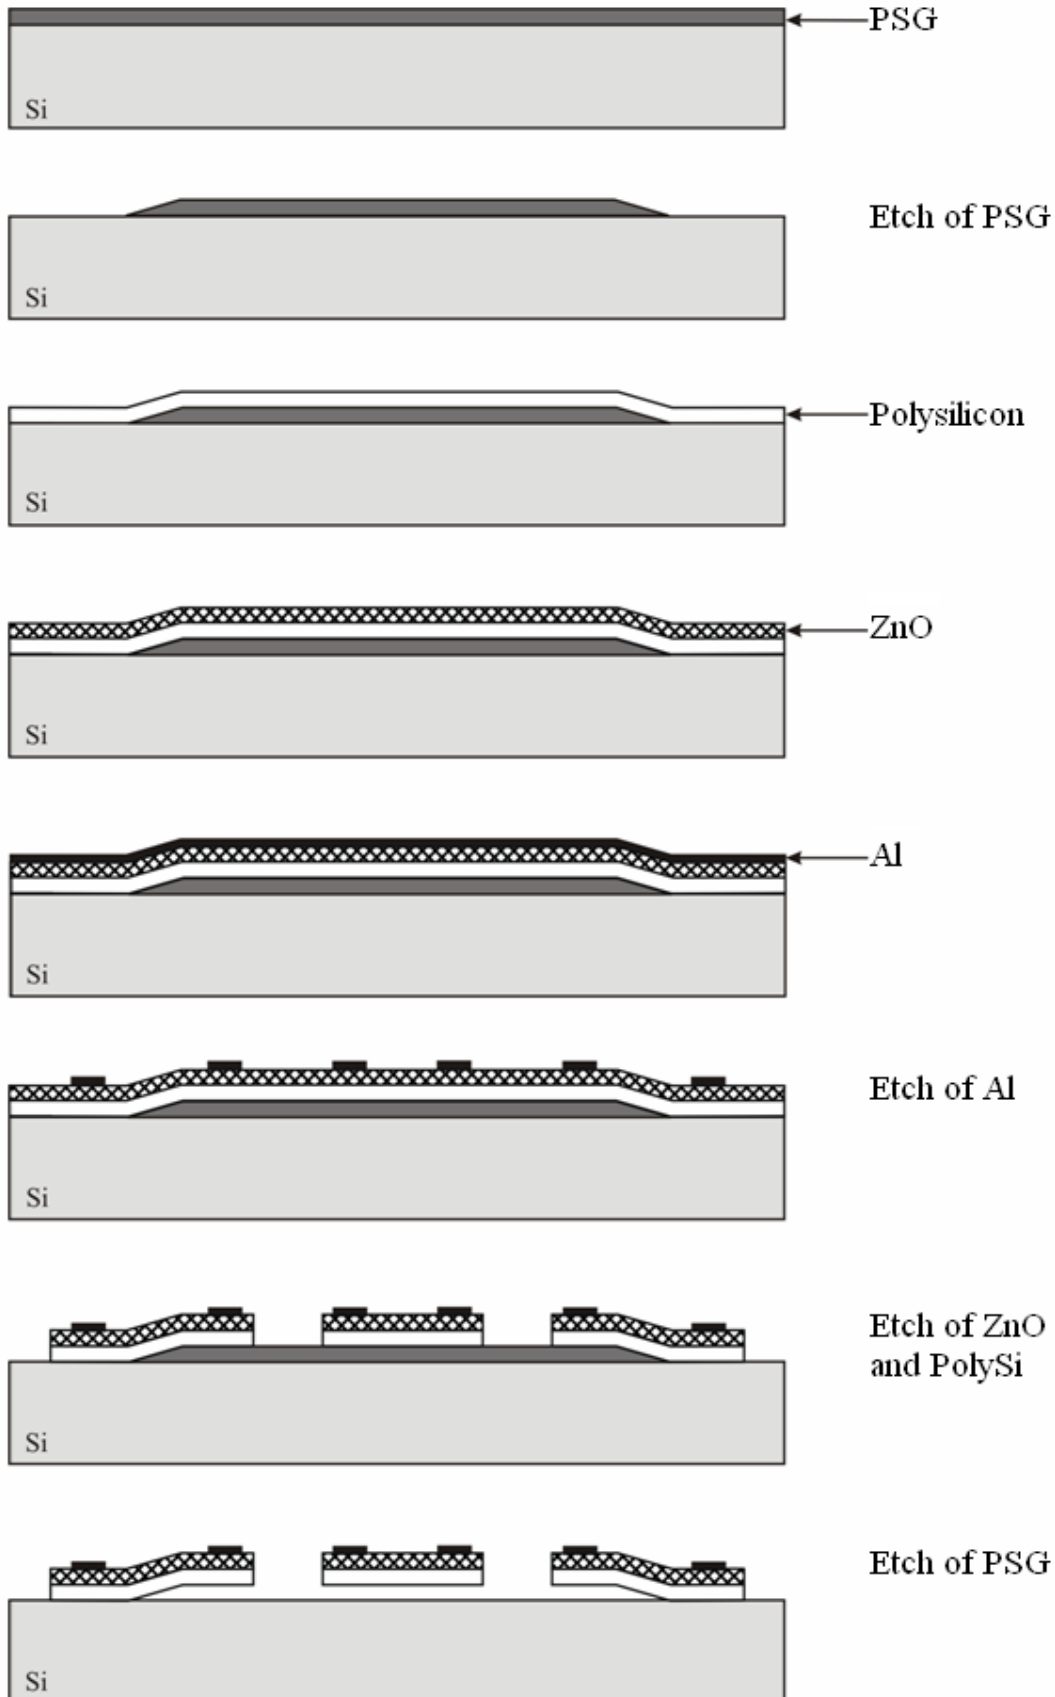 PSG
Si
Etch of PSG
Si
Polysilicon
Si
ZnO
Si
Al
Si
Etch of Al
Si
Etch of ZnO
and PolySi
Si
Etch of PSG
Si